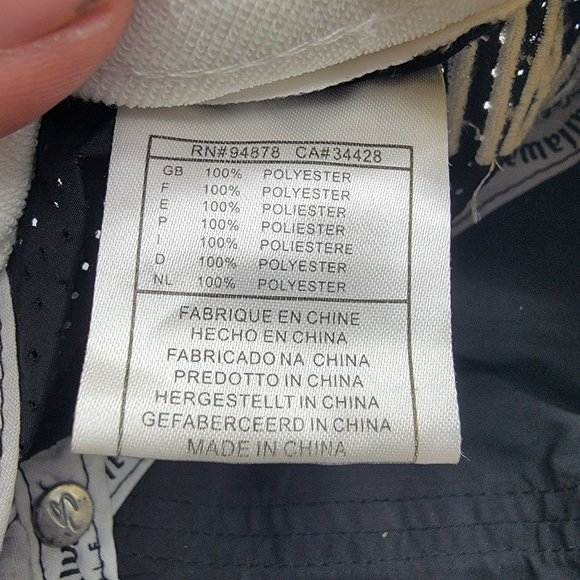 RN#94878 CA#34428
GB 100% POLYESTER
F 100% POLYESTER
E 100% POLIESTER
P 100% POLIESTER
I 100% POLIESTERE
D 100% POLYESTER
NL 100% POLYESTER
FABRIQUE EN CHINE
HECHO EN CHINA
FABRICADO NA CHINA
PREDOTTO IN CHINA
HERGESTELLT IN CHINA
GEFABERCEERD IN CHINA
MADE IN CHINA